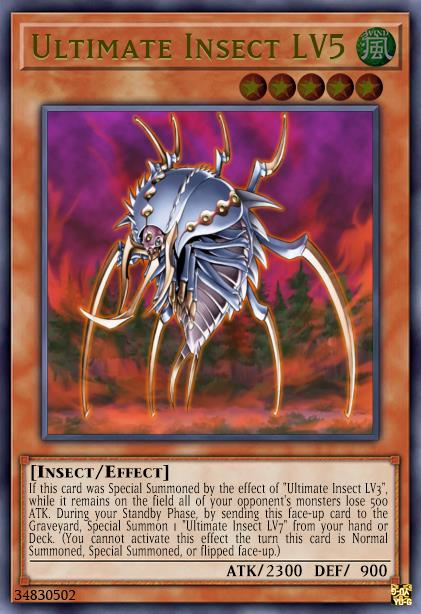 ULTIMATE INSECT LV5
WIND
風
[INSECT/EFFECT]
If this card was Special Summoned by the effect of "Ultimate Insect LV3",
while it remains on the field all of your opponent's monsters lose 500
ATK. During your Standby Phase, by sending this face-up card to the
Graveyard, Special Summon 1 "Ultimate Insect LV7" from your hand or
Deck. (You cannot activate this effect the turn this card is Normal
Summoned, Special Summoned, or flipped face-up.)
ATK/2300 DEF/ 900
34830502